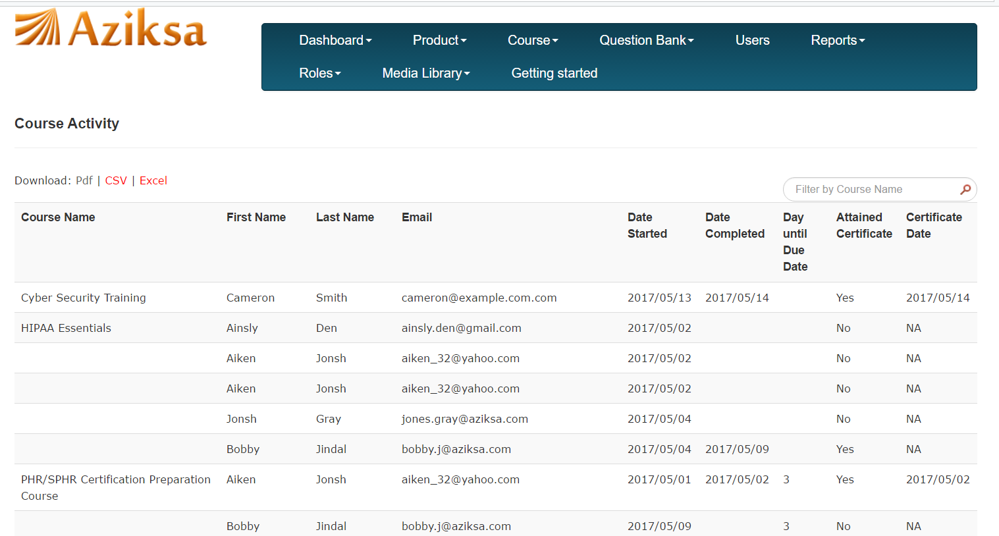 Aziksa
Dashboard Product Course Question Bank Users Reports
Roles Media Library Getting started
Course Activity
Download: Pdf | CSV | Excel
Filter by Course Name
Course Name First Name Last Name Email Date Started Date Completed Day until Due Date Attained Certificate Certificate Date
Cyber Security Training Cameron Smith cameron@example.com.com 2017/05/13 2017/05/14 Yes 2017/05/14
HIPAA Essentials Ainsly Den ainsly.den@gmail.com 2017/05/02 No NA
Aiken Jonsh aiken_32@yahoo.com 2017/05/02 No NA
Aiken Jonsh aiken_32@yahoo.com 2017/05/02 No NA
Jonsh Gray jones.gray@aziksa.com 2017/05/04 No NA
Bobby Jindal bobby.j@aziksa.com 2017/05/04 2017/05/09 Yes NA
PHR/SPHR Certification Preparation Course Aiken Jonsh aiken_32@yahoo.com 2017/05/01 2017/05/02 3 Yes 2017/05/02
Bobby Jindal bobby.j@aziksa.com 2017/05/09 3 No NA